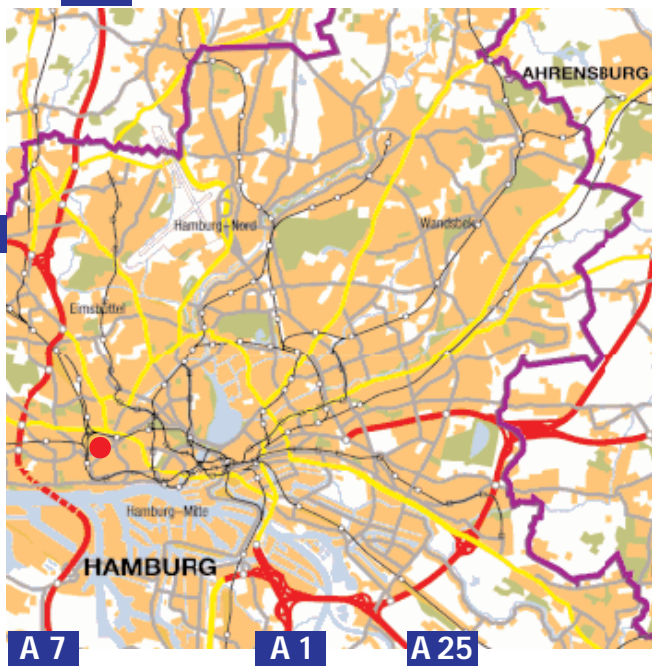 AHRENSBURG
Hamburg-Nord
Wandsbek
Eimsbüttel
Hamburg-Mitte
HAMBURG
A 7
A 1
A 25